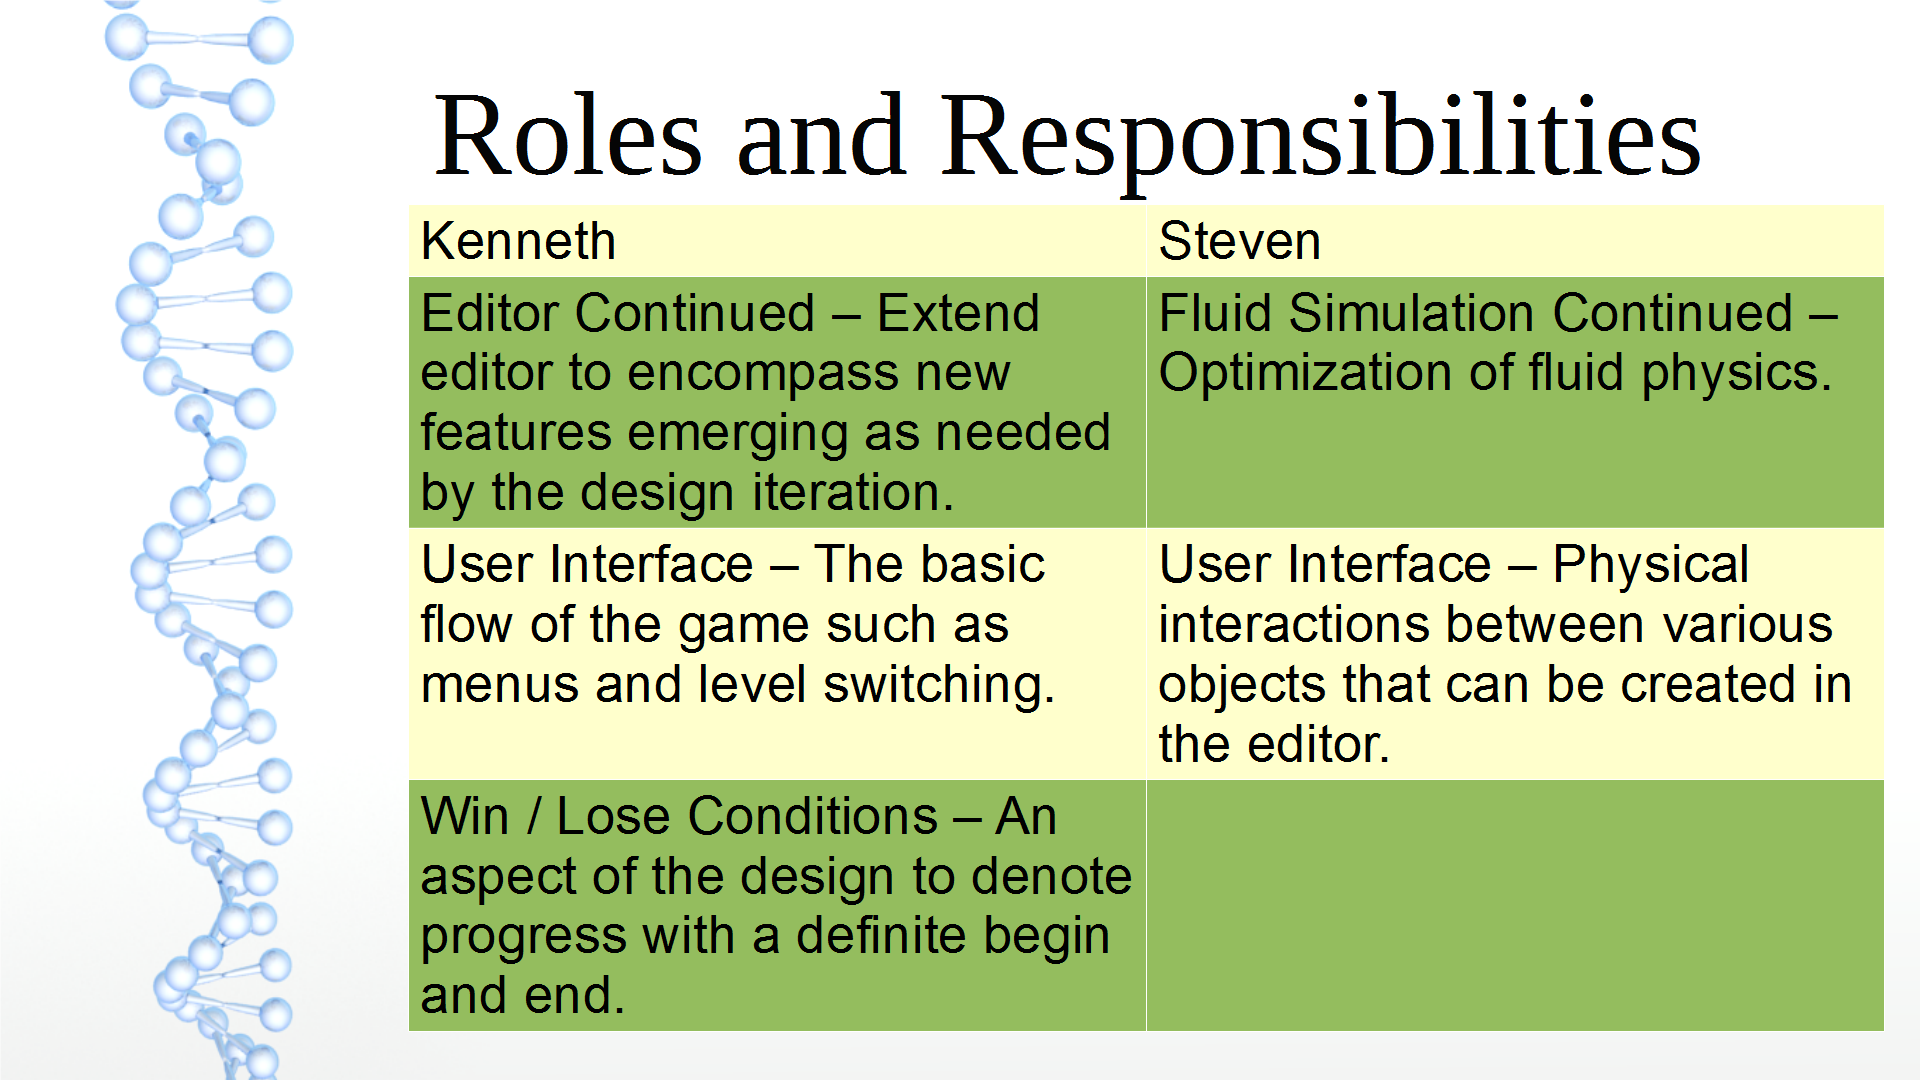 Roles and Responsibilities
Kenneth
Steven
Editor Continued – Extend
editor to encompass new
features emerging as needed
by the design iteration.
Fluid Simulation Continued –
Optimization of fluid physics.
User Interface – The basic
flow of the game such as
menus and level switching.
User Interface – Physical
interactions between various
objects that can be created in
the editor.
Win / Lose Conditions – An
aspect of the design to denote
progress with a definite begin
and end.